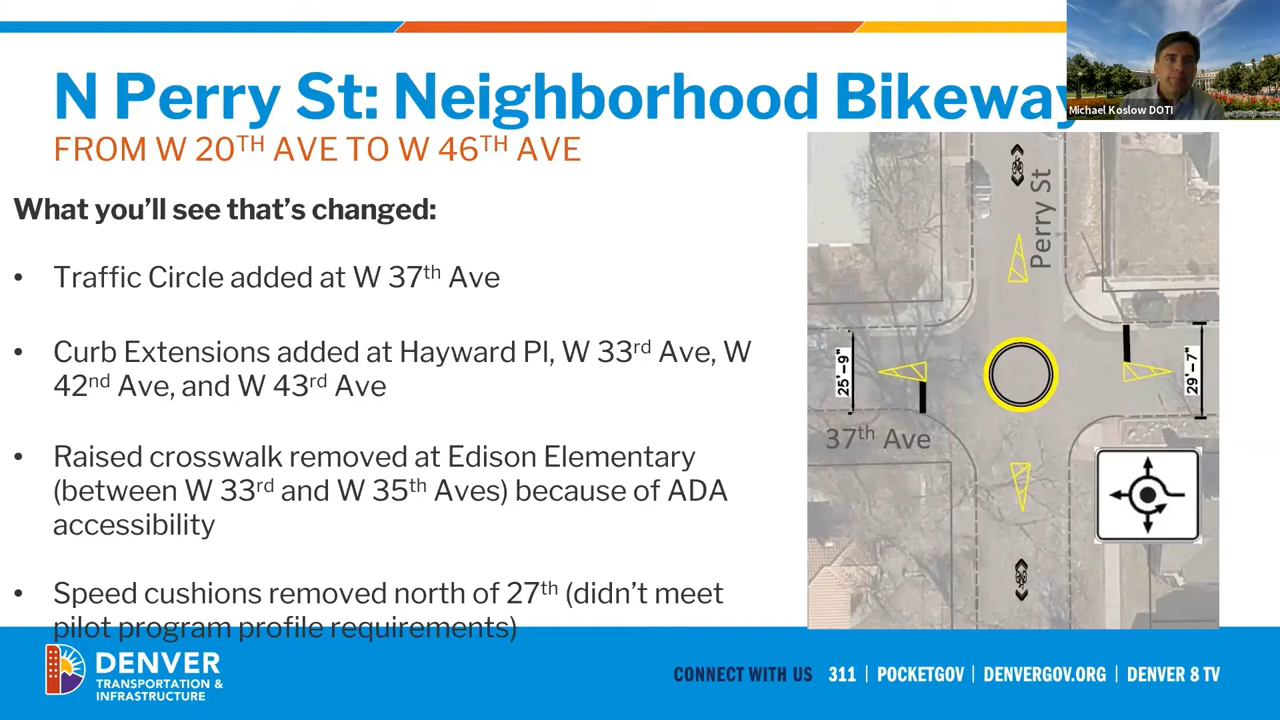 N Perry St: Neighborhood Bikeway
Michael Koslow DOTI
FROM W 20TH AVE TO W 46TH AVE
What you'll see that's changed:
• Traffic Circle added at W 37th Ave
• Curb Extensions added at Hayward Pl, W 33rd Ave, W
42nd Ave, and W 43rd Ave
• Raised crosswalk removed at Edison Elementary
(between W 33rd and W 35th Aves) because of ADA
accessibility
• Speed cushions removed north of 27th (didn't meet
pilot program profile requirements)
Perry St
25'-9"
29'-7"
37th Ave
DENVER
TRANSPORTATION &
INFRASTRUCTURE
CONNECT WITH US 311 | POCKETGOV | DENVERGOV.ORG | DENVER 8 TV